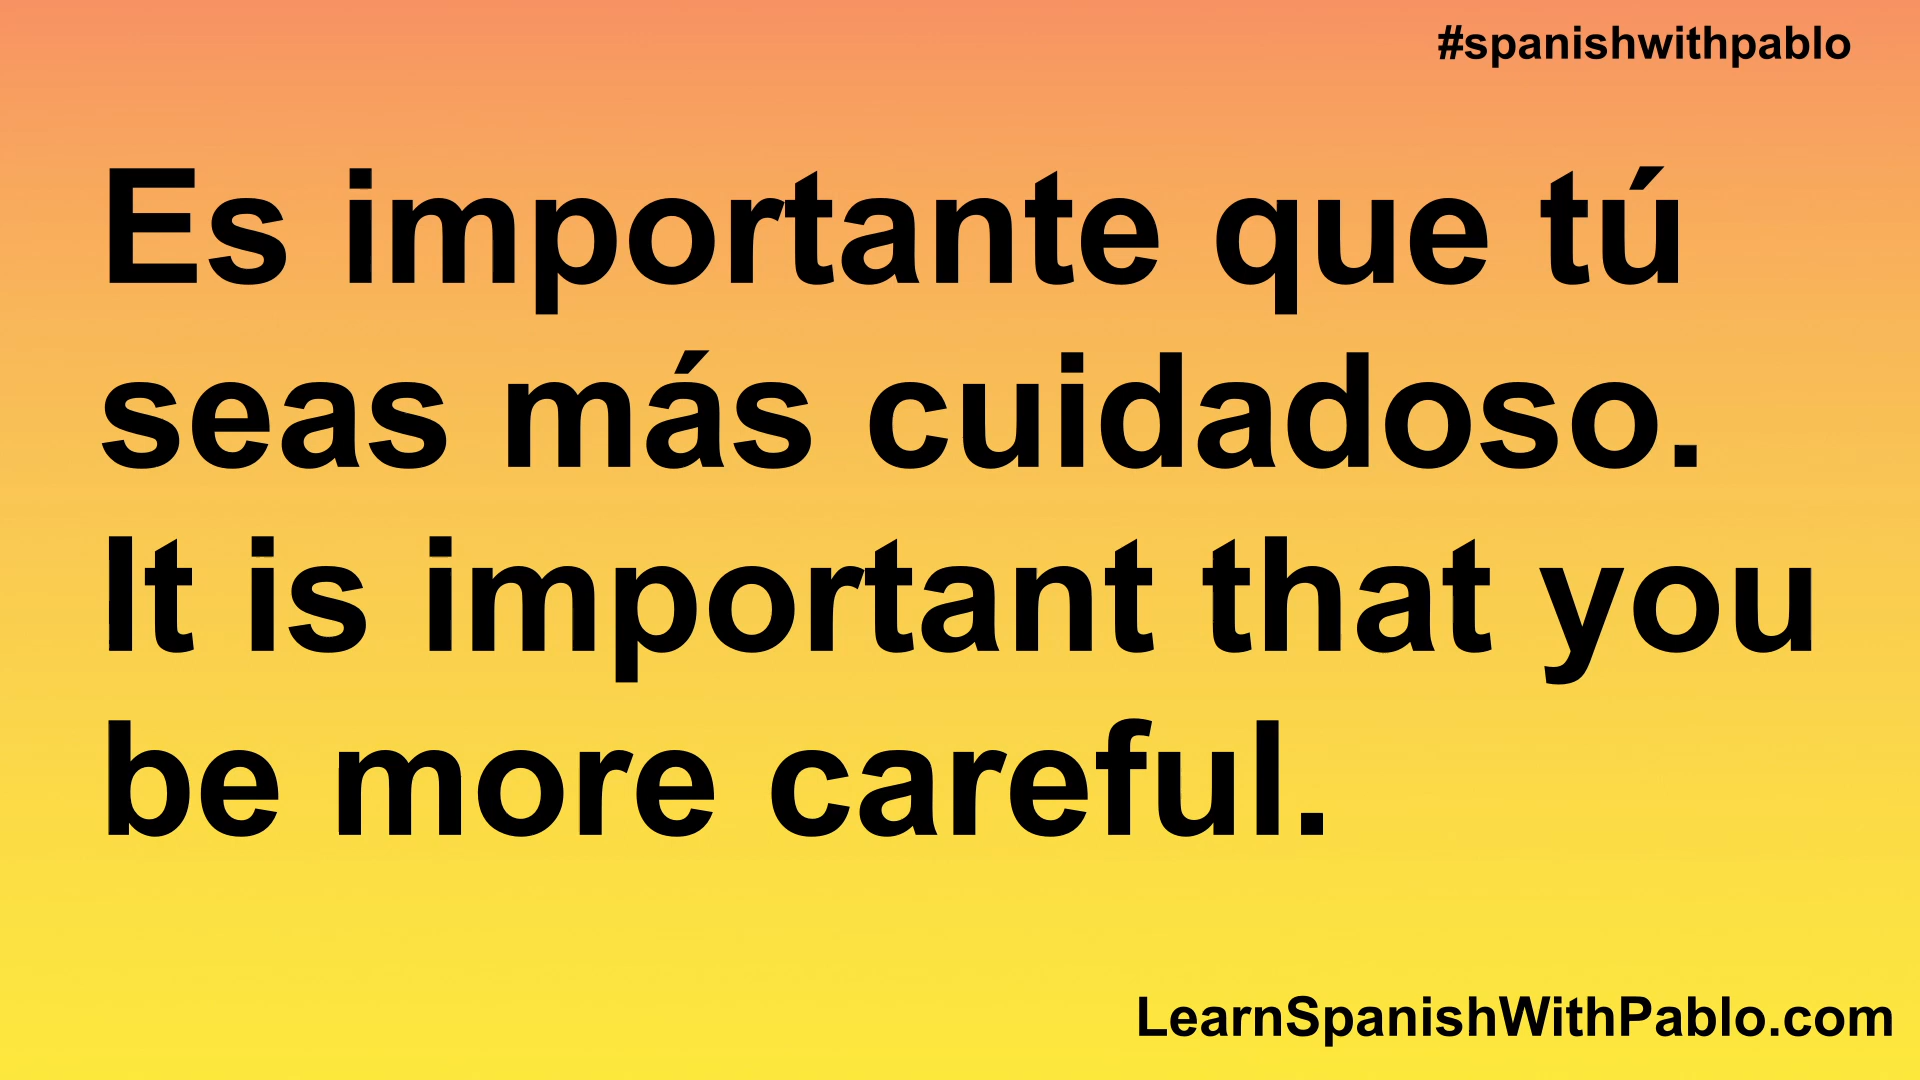 #spanishwithpablo
Es importante que tú
seas más cuidadoso.
It is important that you
be more careful.
LearnSpanishWithPablo.com